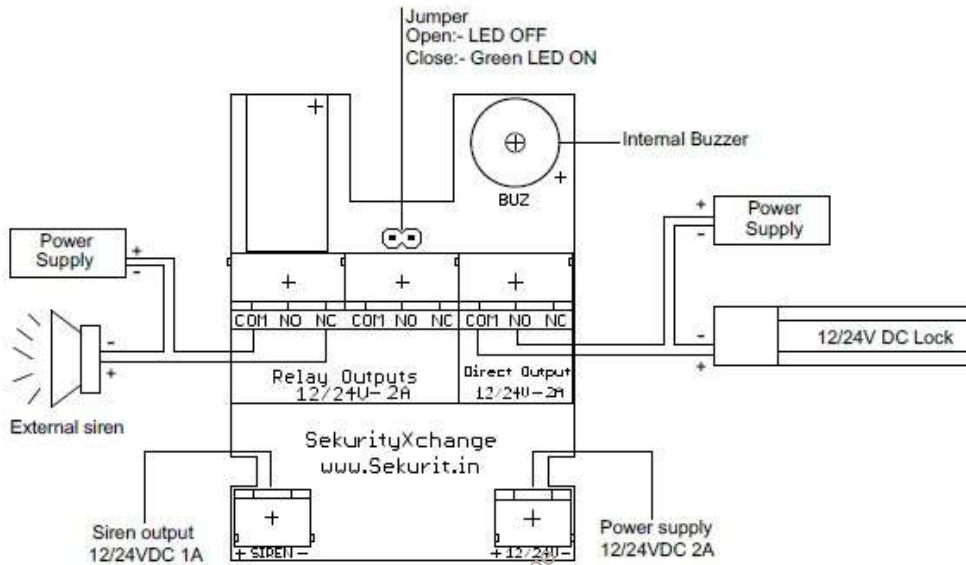 Jumper
Open:- LED OFF
Close:- Green LED ON
+
Internal Buzzer
+
BUZ
Power
Supply
+
-
+
-
Power
Supply
+ + +
COM NO NC COM NO NC COM NO NC
-
+
External siren
-
+
12/24V DC Lock
Relay Outputs
12/24V-2A
Direct Output
12/24V-2A
SekurityXchange
www.Sekurit.in
Siren output
12/24VDC 1A
+
+ SIREN -
+
+ 12/24V -
Power supply
12/24VDC 2A